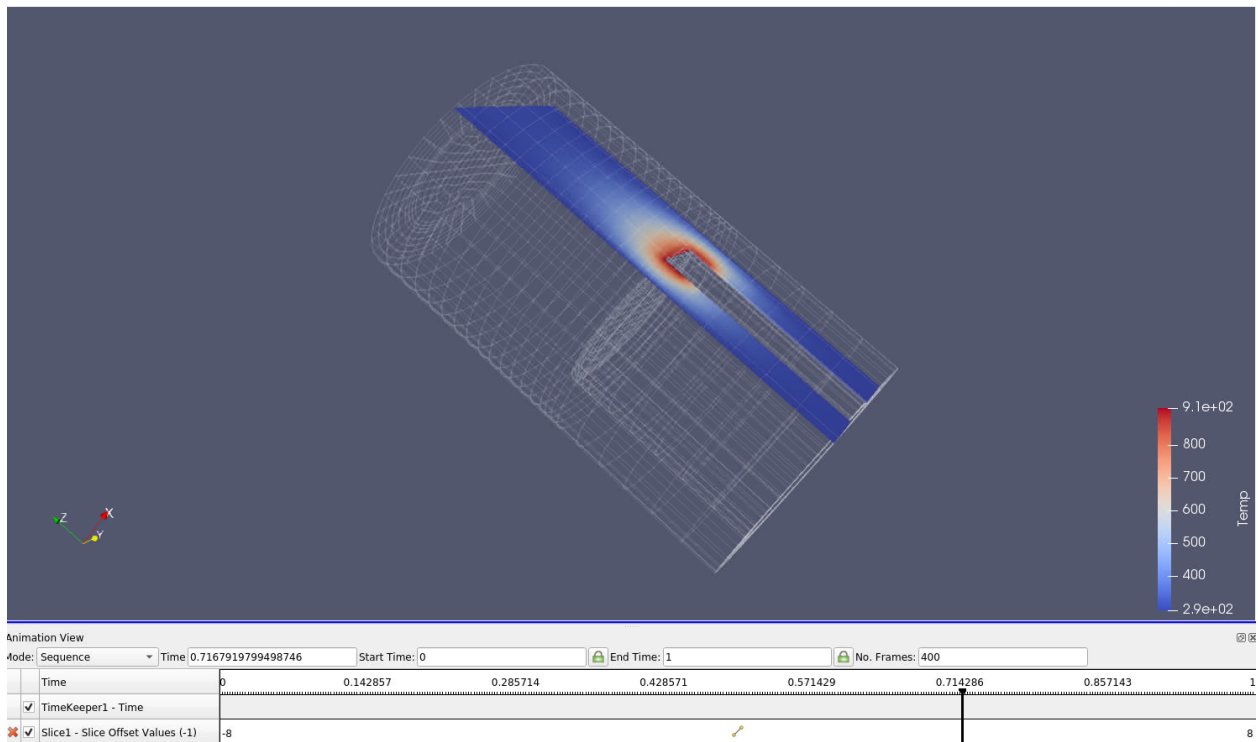 9.1e+02
800
700
600
500
400
2.9e+02
Temp
Z X
Y
Animation View
Mode: Sequence Time 0.7167919799498746 Start Time: 0 End Time: 1 No. Frames: 400
Time 0 0.142857 0.285714 0.428571 0.571429 0.714286 0.857143 1
TimeKeeper1 - Time
Slice1 - Slice Offset Values (-1) -8 8